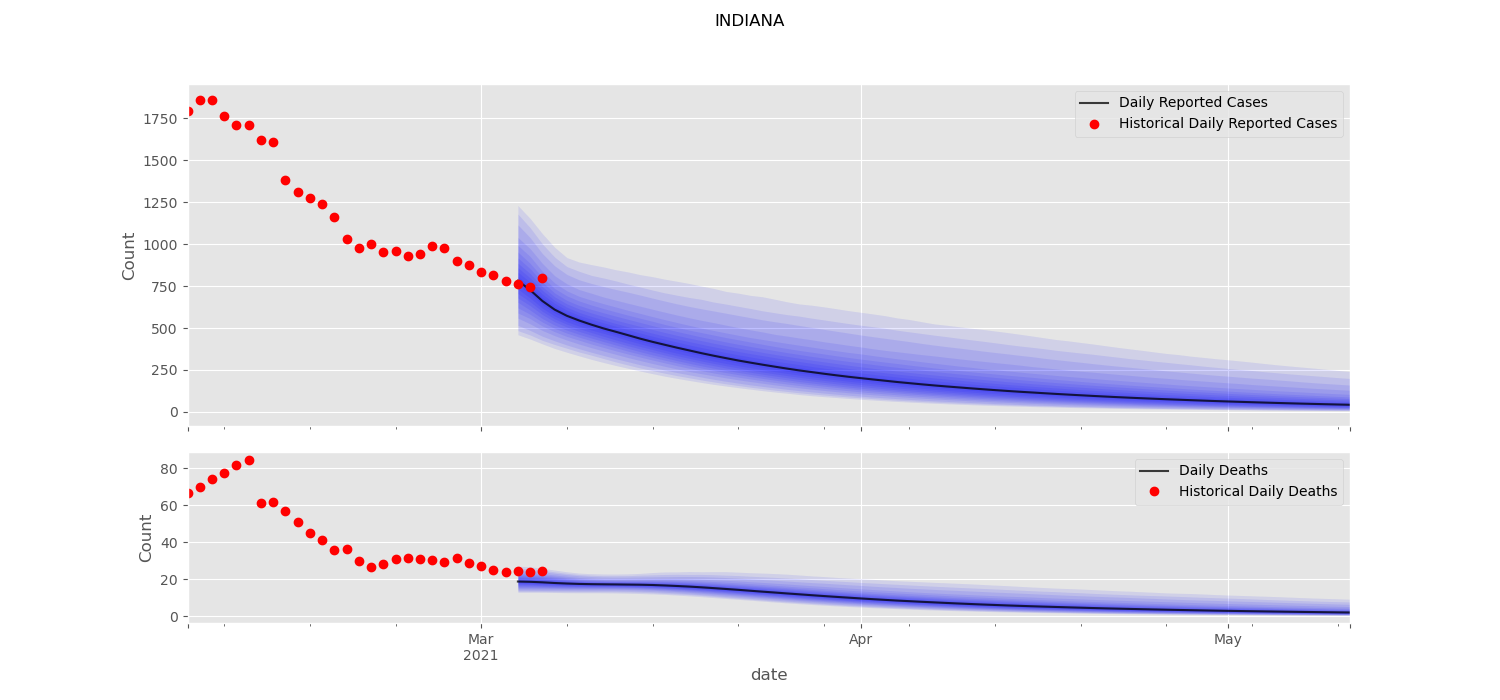 INDIANA
Daily Reported Cases
Historical Daily Reported Cases
Count
1750
1500
1250
1000
750
500
250
0
Daily Deaths
Historical Daily Deaths
Count
80
60
40
20
0
Mar
2021
Apr
May
date